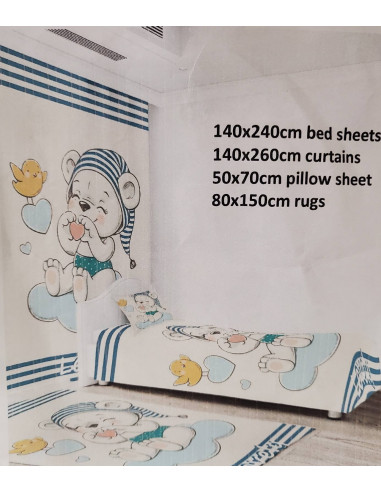 140x240cm bed sheets
140x260cm curtains
50x70cm pillow sheet
80x150cm rugs